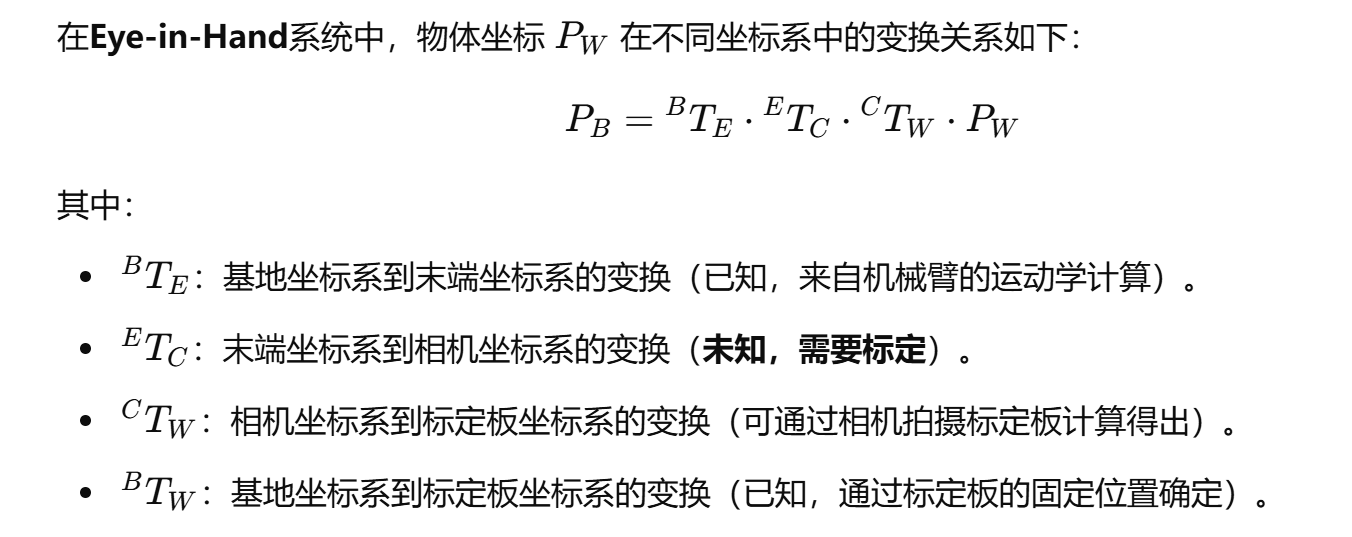 在Eye-in-Hand系统中，物体坐标 $P_W$ 在不同坐标系中的变换关系如下：
$P_B = {}^{B}T_E \cdot {}^{E}T_C \cdot {}^{C}T_W \cdot P_W$
其中：
• ${}^{B}T_E$：基地坐标系到末端坐标系的变换（已知，来自机械臂的运动学计算）。
• ${}^{E}T_C$：末端坐标系到相机坐标系的变换（未知，需要标定）。
• ${}^{C}T_W$：相机坐标系到标定板坐标系的变换（可通过相机拍摄标定板计算得出）。
• ${}^{B}T_W$：基地坐标系到标定板坐标系的变换（已知，通过标定板的固定位置确定）。